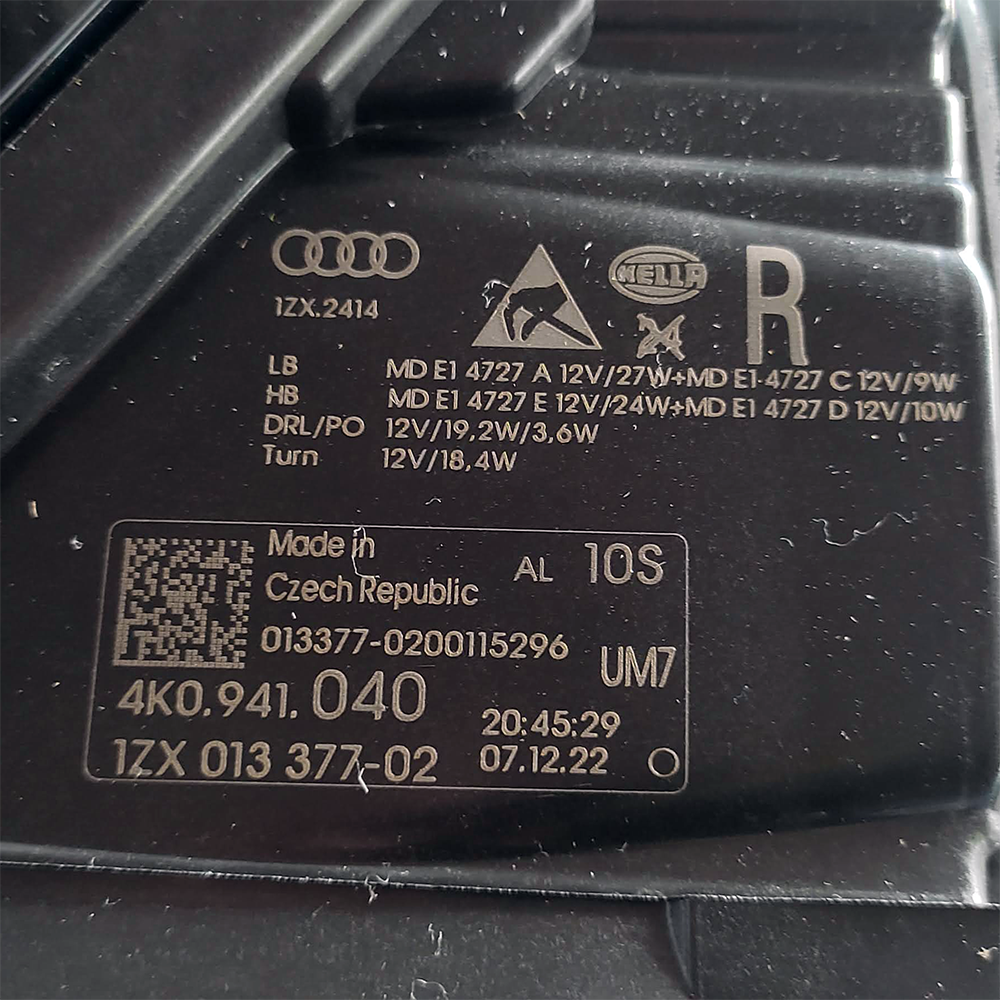 HELLA
R
1ZX.2414
24
LB MD E1 4727 A 12V/27W+MD E1 4727 C 12V/9W
HB MD E1 4727 E 12V/24W+MD E1 4727 D 12V/10W
DRL/PO 12V/19,2W/3,6W
Turn 12V/18,4W
Made in
Czech Republic
AL 10S
013377-0200115296
UM7
4K0.941.040
20:45:29
1ZX 013 377-02
07.12.22